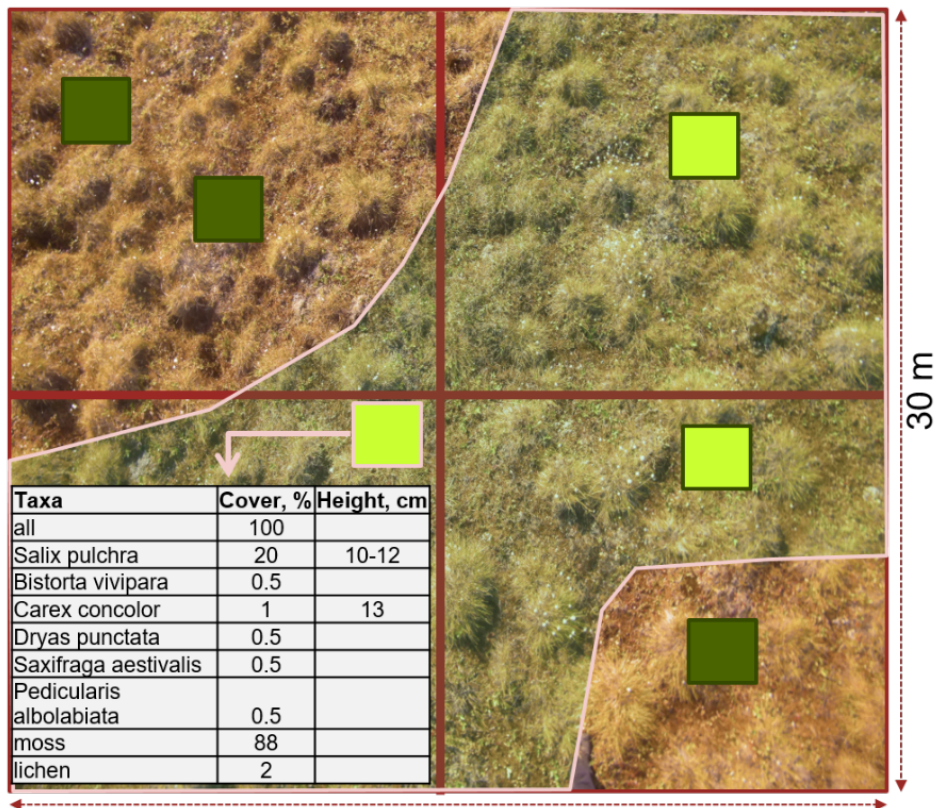 Taxa Cover, % Height, cm
all 100
Salix pulchra 20 10-12
Bistorta vivipara 0.5
Carex concolor 1 13
Dryas punctata 0.5
Saxifraga aestivalis 0.5
Pedicularis
albolabiata 0.5
moss 88
lichen 2
30 m